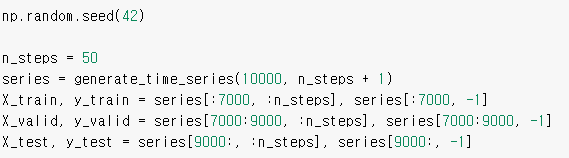 np.random.seed(42)
n_steps = 50
series = generate_time_series(10000, n_steps + 1)
X_train, y_train = series[:7000, :n_steps], series[:7000, -1]
X_valid, y_valid = series[7000:9000, :n_steps], series[7000:9000, -1]
X_test, y_test = series[9000:, :n_steps], series[9000:, -1]